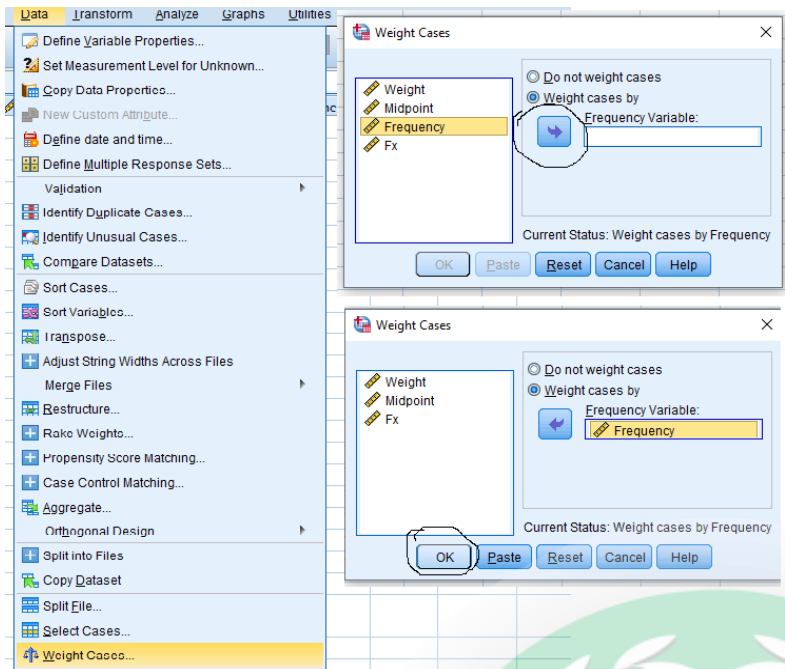 Data Transform Analyze Graphs Utilities
Define Variable Properties...
Set Measurement Level for Unknown...
Copy Data Properties...
New Custom Attribute...
Define date and time...
Define Multiple Response Sets...
Validation
Identify Duplicate Cases...
Identify Unusual Cases...
Compare Datasets...
Sort Cases...
Sort Variables...
Transpose...
Adjust String Widths Across Files
Merge Files
Restructure...
Rake Weights...
Propensity Score Matching...
Case Control Matching...
Aggregate...
Orthogonal Design
Split into Files
Copy Dataset
Split File...
Select Cases...
Weight Cases...
Weight Cases
Weight
Midpoint
Frequency
Fx
Do not weight cases
Weight cases by
Frequency Variable:
Current Status: Weight cases by Frequency
OK Paste Reset Cancel Help
Weight Cases
Weight
Midpoint
Fx
Do not weight cases
Weight cases by
Frequency Variable:
Frequency
Current Status: Weight cases by Frequency
OK Paste Reset Cancel Help